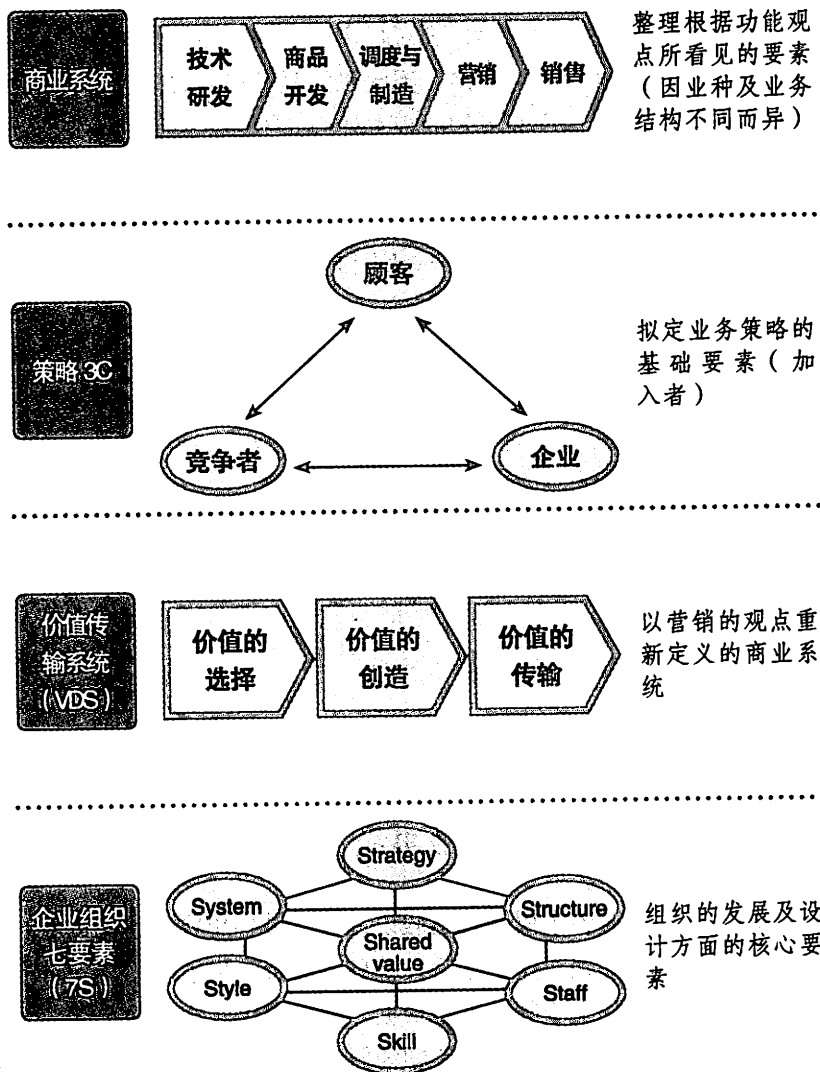 商业系统
技术
研发
商品
开发
调度与
制造
营销
销售
整理根据功能观
点所看见的要素
（因业种及业务
结构不同而异）
策略3C
顾客
竞争者
企业
拟定业务策略的
基础要素（加
入者）
价值传
输系统
（VDS）
价值的
选择
价值的
创造
价值的
传输
以营销的观点重
新定义的商业系
统
企业组织
七要素
（7S）
Strategy
System
Structure
Shared
value
Style
Staff
Skill
组织的发展及设
计方面的核心要
素